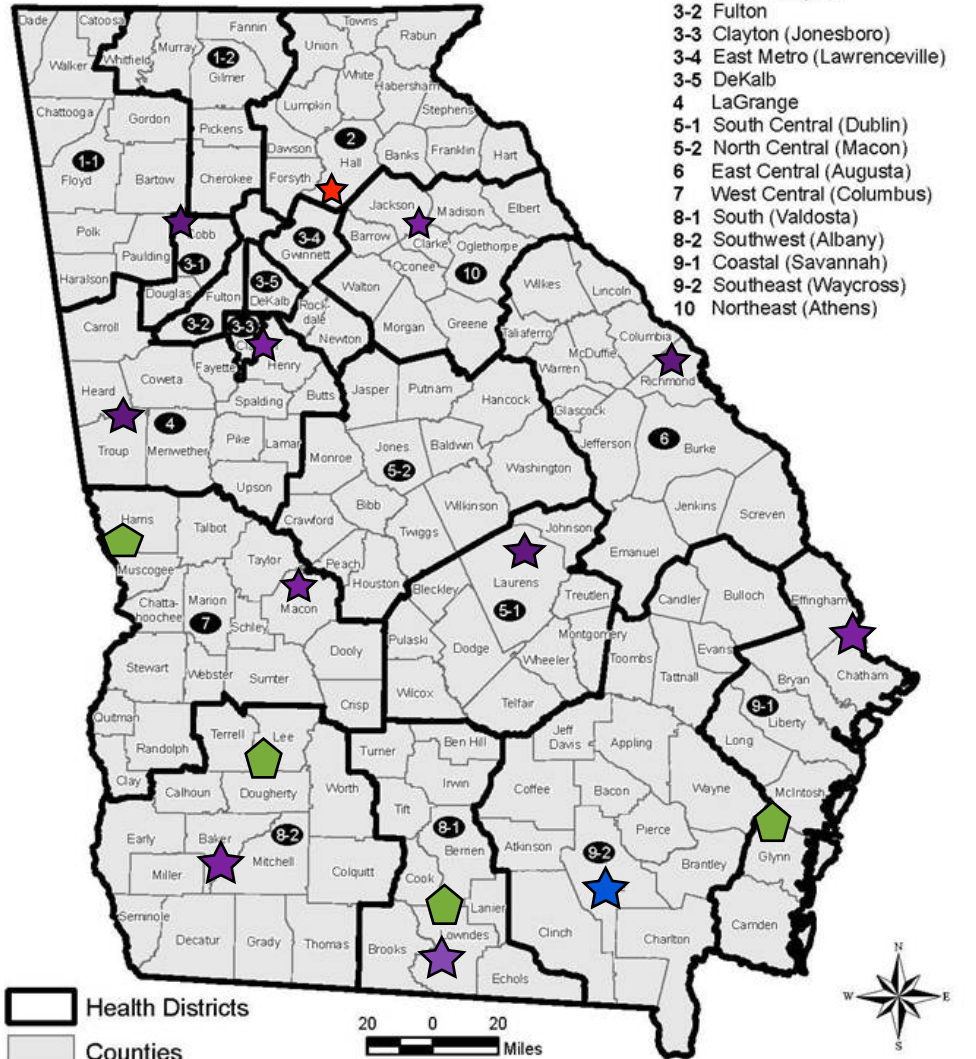 3-2 Fulton
3-3 Clayton (Jonesboro)
3-4 East Metro (Lawrenceville)
3-5 DeKalb
4 LaGrange
5-1 South Central (Dublin)
5-2 North Central (Macon)
6 East Central (Augusta)
7 West Central (Columbus)
8-1 South (Valdosta)
8-2 Southwest (Albany)
9-1 Coastal (Savannah)
9-2 Southeast (Waycross)
10 Northeast (Athens)
Dade
Catoosa
Fannin
Towns
Rabun
Union
Murray
Whitfield
Walker
1-2
Gilmer
White
Habersham
Lumpkin
Stephens
Chattooga
Gordon
Pickens
Dawson
2
Hall
Banks
Franklin
Hart
1-1
Floyd
Bartow
Cherokee
Forsyth
Jackson
Madison
Elbert
Polk
Paulding
3-1
3-4
Gwinnett
Barrow
Clarke
Oglethorpe
Oconee
10
Haralson
Douglas
Fulton
3-5
DeKalb
Rock-
dale
Walton
Wilkes
Lincoln
Carroll
3-2
3-3
Newton
Morgan
Greene
Taliaferro
Columbia
McDuffie
Warren
Richmond
Henry
Fayette
Coweta
Heard
Spalding
Butts
Jasper
Putnam
Hancock
Glascock
Troup
4
Meriwether
Pike
Lamar
Monroe
Jones
Baldwin
5-2
Washington
Jefferson
6
Burke
Upson
Bibb
Wilkinson
Jenkins
Screven
Crawford
Twiggs
Johnson
Emanuel
Harris
Talbot
Muscogee
Taylor
Peach
Houston
Bleckley
Laurens
5-1
Treutlen
Candler
Bulloch
Effingham
Chatta-
hoochee
Marion
7
Schley
Macon
Dooly
Pulaski
Dodge
Wheeler
Montgomery
Toombs
Evans
Tattnall
Bryan
Chatham
Stewart
Webster
Sumter
Crisp
Wilcox
Telfair
9-1
Liberty
Long
Quitman
Randolph
Clay
Terrell
Lee
Turner
Ben Hill
Jeff
Davis
Appling
Calhoun
Dougherty
Worth
Irwin
Coffee
Bacon
Wayne
McIntosh
Early
Baker
8-2
Mitchell
Tift
8-1
Berrien
Atkinson
Pierce
9-2
Brantley
Glynn
Miller
Colquitt
Cook
Lanier
Seminole
Decatur
Grady
Thomas
Brooks
Lowndes
Echols
Clinch
Charlton
Camden
N
W
E
S
Health Districts
Counties
20 0 20
Miles